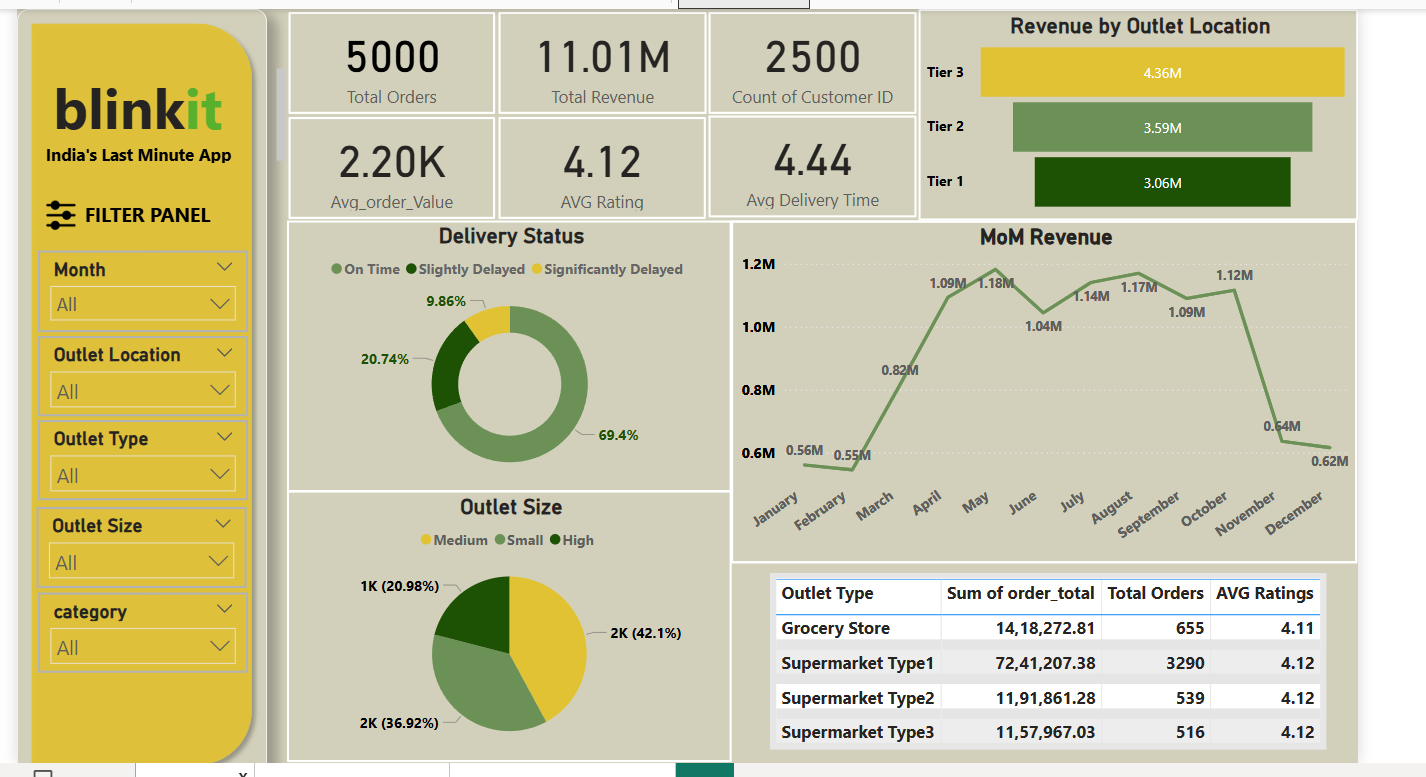 blinkit
India's Last Minute App
FILTER PANEL
Month
All
Outlet Location
All
Outlet Type
All
Outlet Size
All
category
All
5000
Total Orders
11.01M
Total Revenue
2500
Count of Customer ID
2.20K
Avg_order_Value
4.12
AVG Rating
4.44
Avg Delivery Time
Revenue by Outlet Location
Tier 3
4.36M
Tier 2
3.59M
Tier 1
3.06M
Delivery Status
On Time Slightly Delayed Significantly Delayed
9.86%
20.74%
69.4%
MoM Revenue
1.2M
1.0M
0.8M
0.6M
0.56M
0.55M
0.82M
1.09M
1.18M
1.04M
1.14M
1.17M
1.09M
1.12M
0.64M
0.62M
January
February
March
April
May
June
July
August
September
October
November
December
Outlet Size
Medium Small High
1K (20.98%)
2K (42.1%)
2K (36.92%)
Outlet Type Sum of order_total Total Orders AVG Ratings
Grocery Store 14,18,272.81 655 4.11
Supermarket Type1 72,41,207.38 3290 4.12
Supermarket Type2 11,91,861.28 539 4.12
Supermarket Type3 11,57,967.03 516 4.12